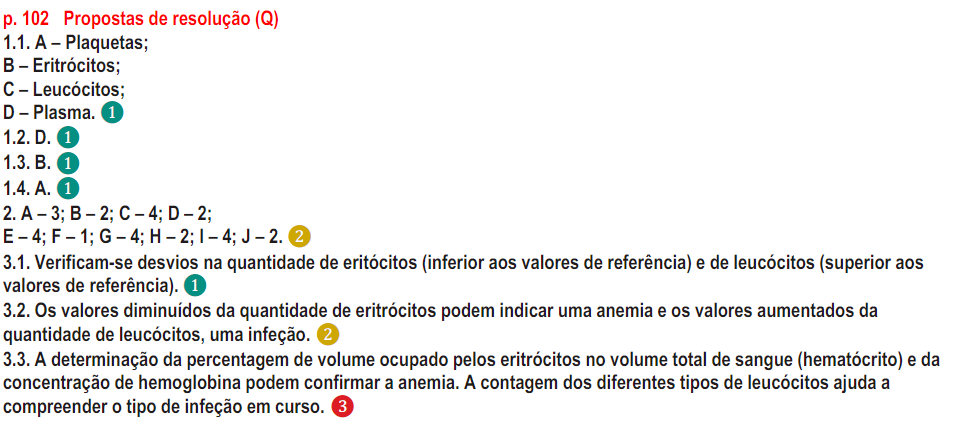 p. 102 Propostas de resolução (Q)
1.1. A – Plaquetas;
B – Eritrócitos;
C – Leucócitos;
D – Plasma. 1
1.2. D. 1
1.3. B. 1
1.4. A. 1
2. A – 3; B – 2; C – 4; D – 2;
E – 4; F – 1; G – 4; H – 2; I – 4; J – 2. 2
3.1. Verificam-se desvios na quantidade de eritócitos (inferior aos valores de referência) e de leucócitos (superior aos
valores de referência). 1
3.2. Os valores diminuídos da quantidade de eritrócitos podem indicar uma anemia e os valores aumentados da
quantidade de leucócitos, uma infeção. 2
3.3. A determinação da percentagem de volume ocupado pelos eritrócitos no volume total de sangue (hematócrito) e da
concentração de hemoglobina podem confirmar a anemia. A contagem dos diferentes tipos de leucócitos ajuda a
compreender o tipo de infeção em curso. 3